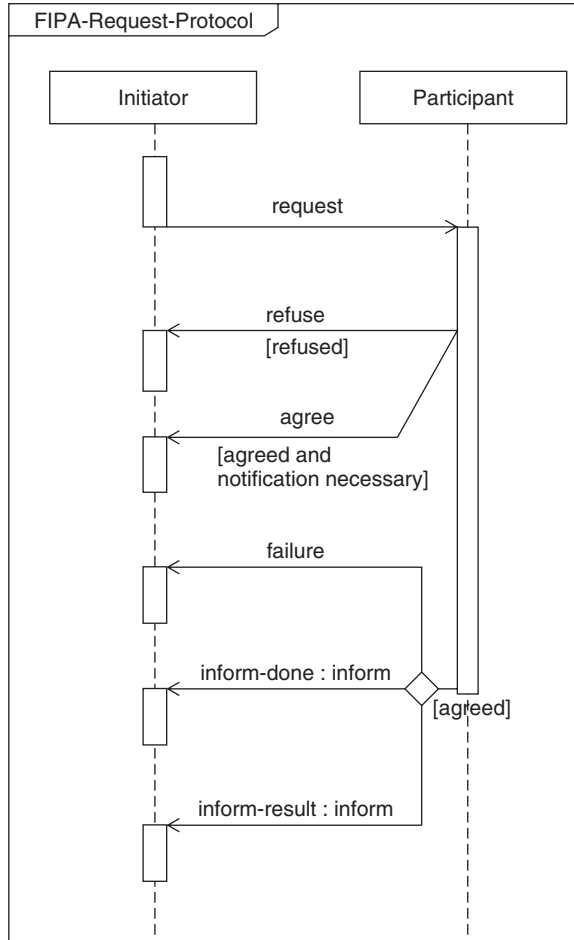 FIPA-Request-Protocol
Initiator
Participant
request
refuse
[refused]
agree
[agreed and
notification necessary]
failure
inform-done : inform
[agreed]
inform-result : inform